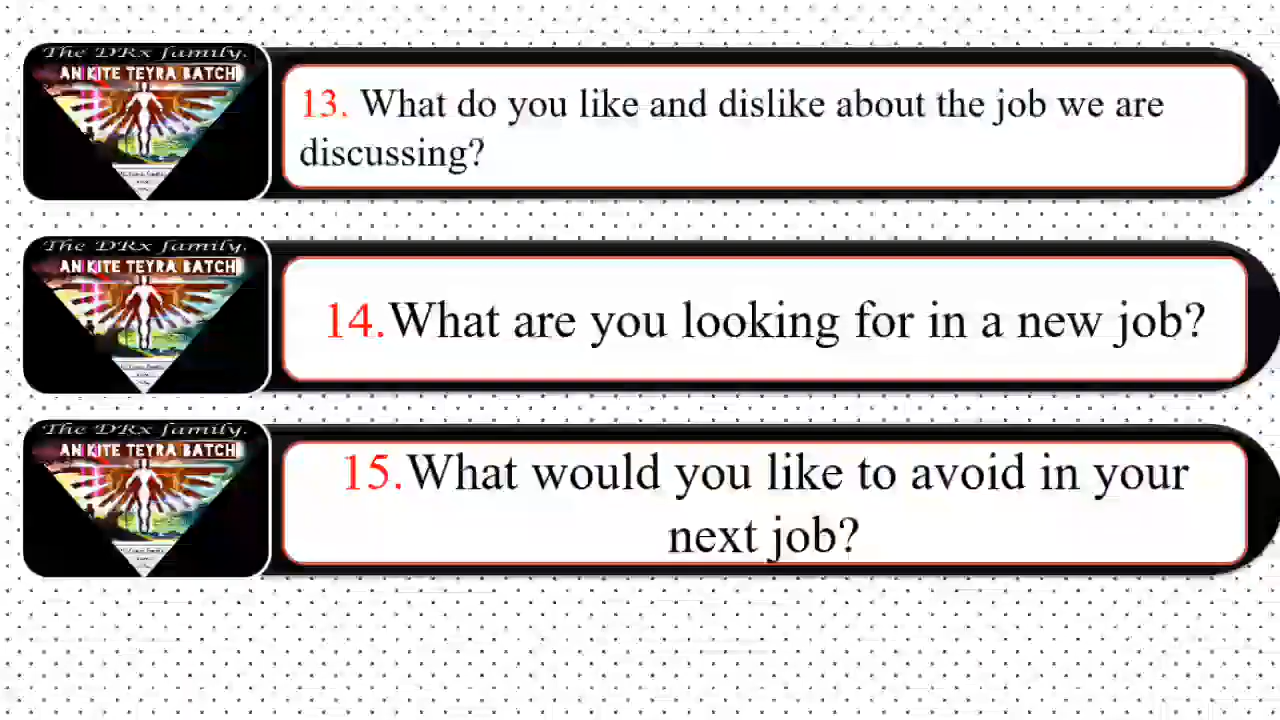 The DRx family.
AN KITE TEYRA BATCH
13. What do you like and dislike about the job we are
discussing?
The DRx family.
AN KITE TEYRA BATCH
14.What are you looking for in a new job?
The DRx family.
AN KITE TEYRA BATCH
15.What would you like to avoid in your
next job?